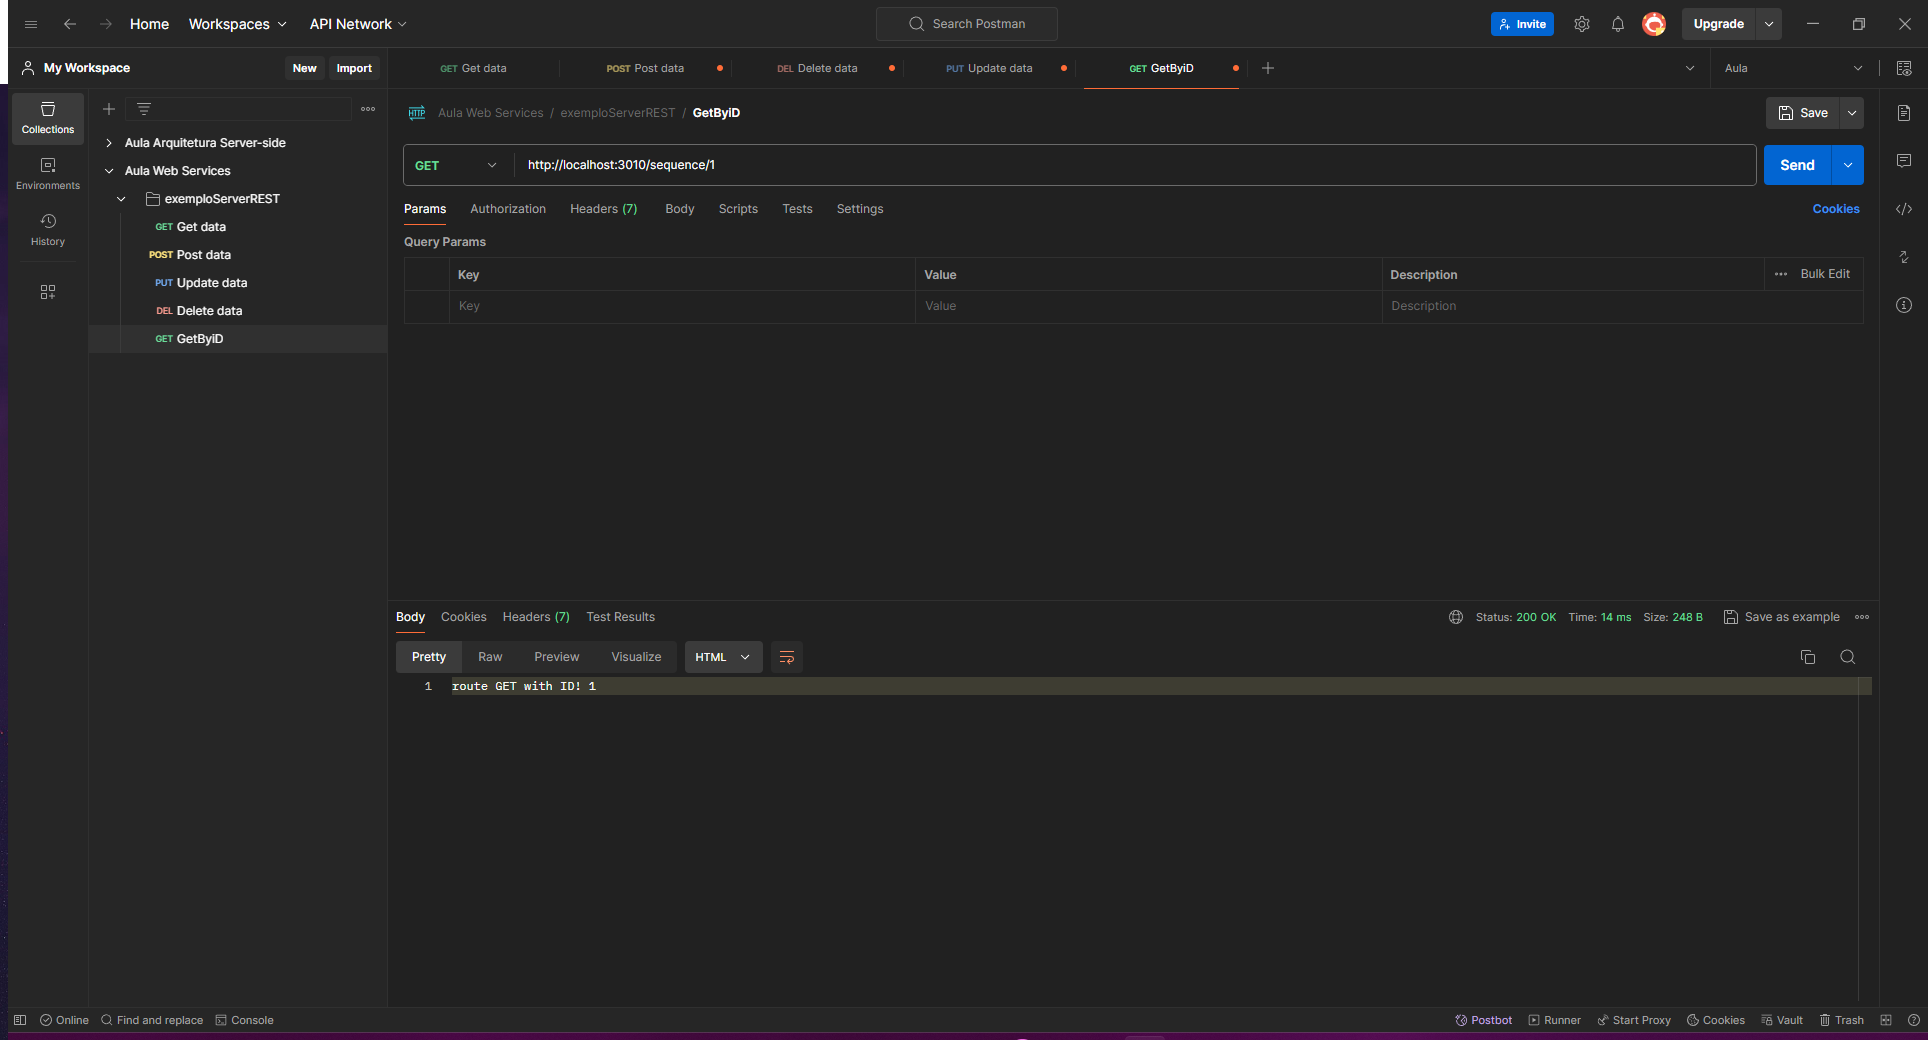 Home Workspaces API Network Search Postman Invite Upgrade
My Workspace New Import GET Get data POST Post data DEL Delete data PUT Update data GET GetByiD Aula
Collections
Environments
History
Aula Arquitetura Server-side
Aula Web Services
exemploServerREST
GET Get data
POST Post data
PUT Update data
DEL Delete data
GET GetByiD
HTTP Aula Web Services / exemploServerREST / GetByiD Save
GET http://localhost:3010/sequence/1 Send
Params Authorization Headers (7) Body Scripts Tests Settings Cookies
Query Params
Key Value Description Bulk Edit
Key Value Description
Body Cookies Headers (7) Test Results Status: 200 OK Time: 14 ms Size: 248 B Save as example
Pretty Raw Preview Visualize HTML
1 route GET with ID! 1
Online Find and replace Console Postbot Runner Start Proxy Cookies Vault Trash